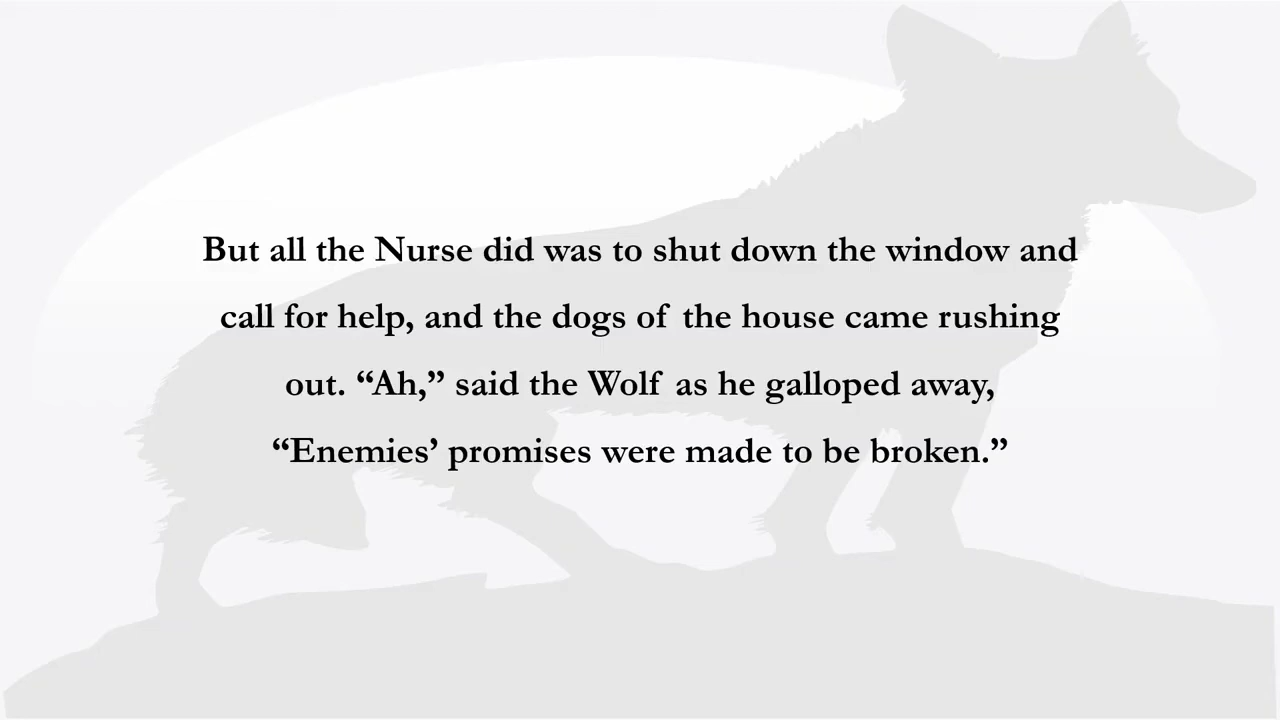 But all the Nurse did was to shut down the window and
call for help, and the dogs of the house came rushing
out. “Ah,” said the Wolf as he galloped away,
“Enemies’ promises were made to be broken.”